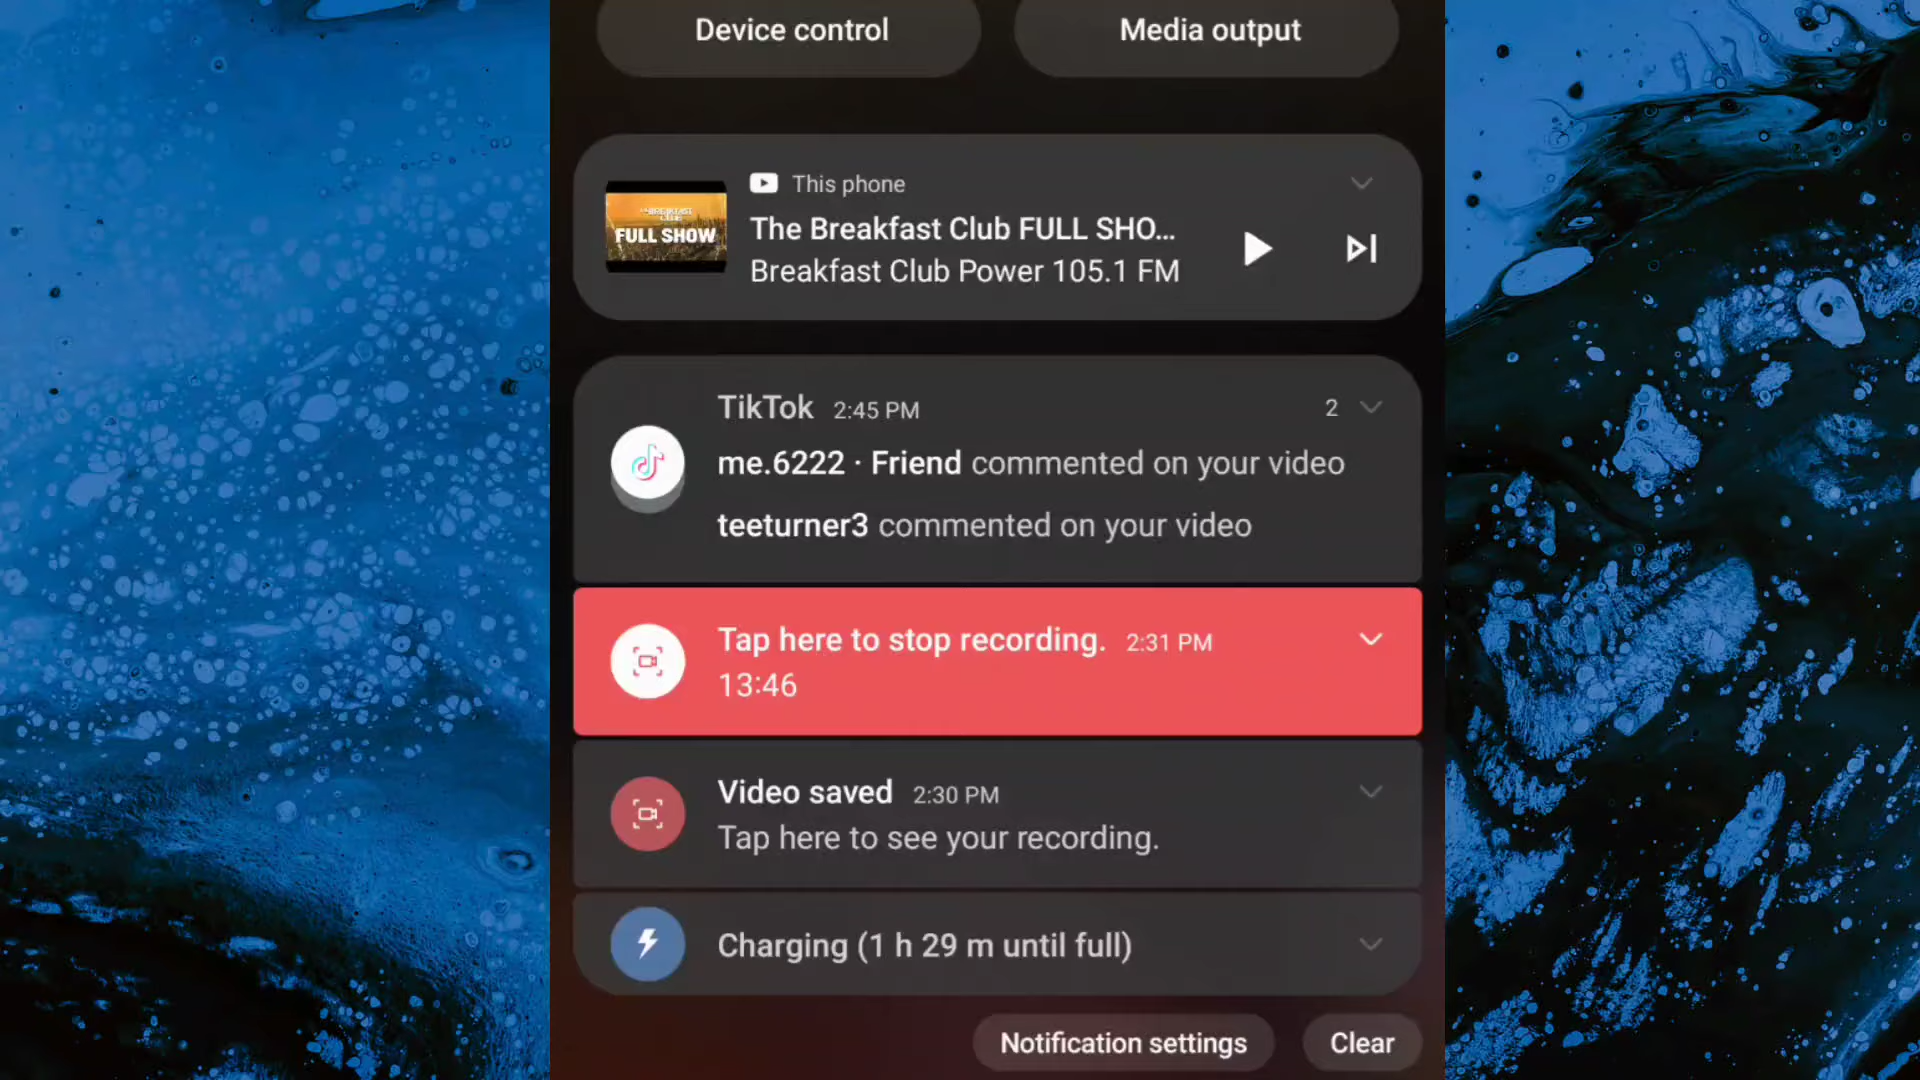 Device control
Media output
This phone
The Breakfast Club FULL SHO...
Breakfast Club Power 105.1 FM
FULL SHOW
TikTok 2:45 PM
2
me.6222 · Friend commented on your video
teeturner3 commented on your video
Tap here to stop recording. 2:31 PM
13:46
Video saved 2:30 PM
Tap here to see your recording.
Charging (1 h 29 m until full)
Notification settings
Clear